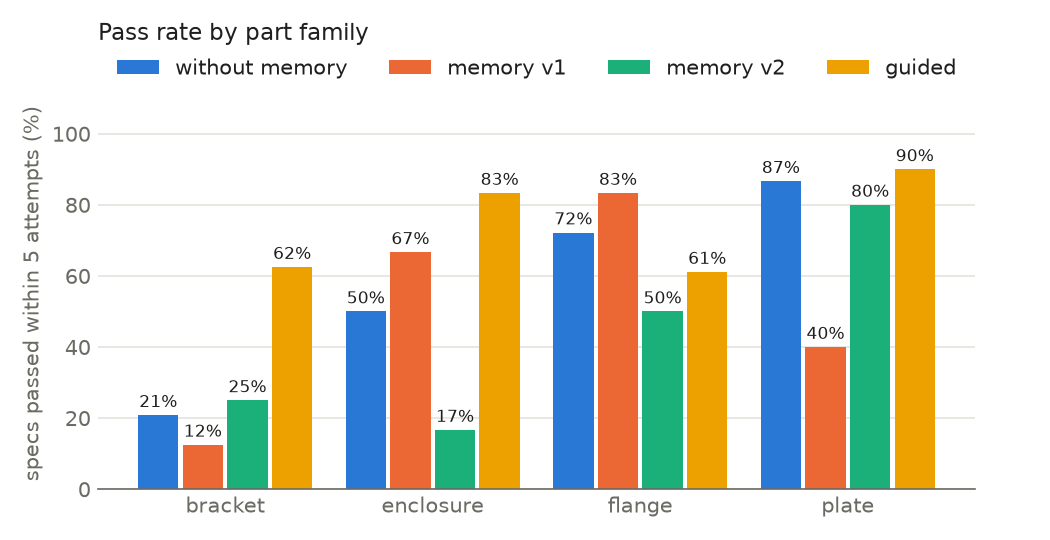 Pass rate by part family
without memory memory v1 memory v2 guided
specs passed within 5 attempts (%)
100
80
60
40
20
0
21% 12% 25% 62%
50% 67% 17% 83%
72% 83% 50% 61%
87% 40% 80% 90%
bracket enclosure flange plate